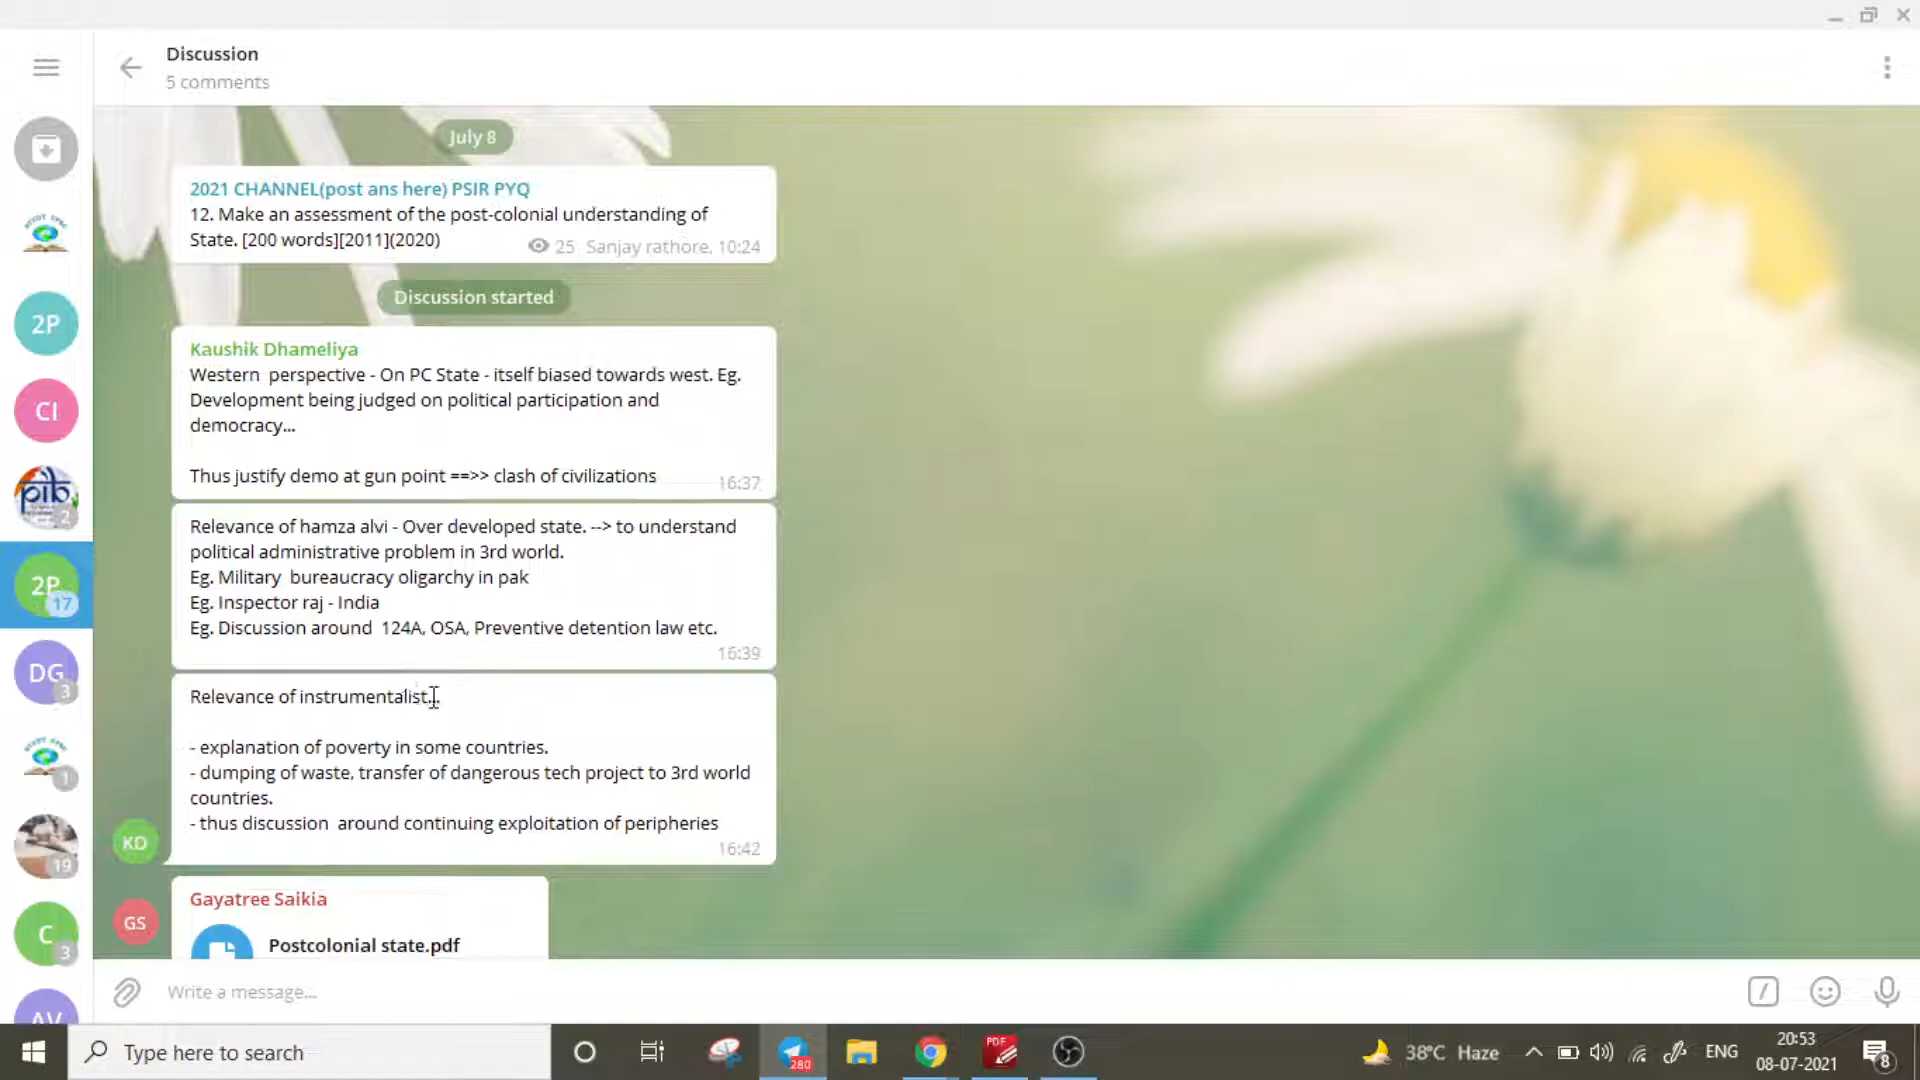 Discussion
5 comments
July 8
2021 CHANNEL(post ans here) PSIR PYQ
12. Make an assessment of the post-colonial understanding of
State. [200 words][2011](2020)
25 Sanjay rathore, 10:24
Discussion started
Kaushik Dhameliya
Western perspective - On PC State - itself biased towards west. Eg.
Development being judged on political participation and
democracy...
Thus justify demo at gun point ==>> clash of civilizations
16:37
Relevance of hamza alvi - Over developed state. --> to understand
political administrative problem in 3rd world.
Eg. Military bureaucracy oligarchy in pak
Eg. Inspector raj - India
Eg. Discussion around 124A, OSA, Preventive detention law etc.
16:39
Relevance of instrumentalist...
- explanation of poverty in some countries.
- dumping of waste, transfer of dangerous tech project to 3rd world
countries.
- thus discussion around continuing exploitation of peripheries
16:42
KD
Gayatree Saikia
GS
Postcolonial state.pdf
Write a message...
2P
CI
pib
2
2P
17
DG
3
1
19
C
3
AV
Type here to search
280
PDF
38°C Haze
ENG
20:53
08-07-2021
8